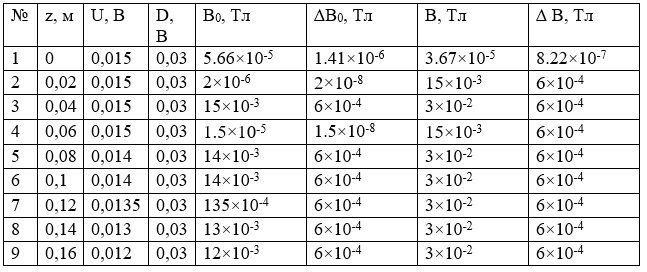 № z, м U, В D, В B₀, Тл ΔB₀, Тл B, Тл Δ B, Тл
1 0 0,015 0,03 5.66×10⁻⁵ 1.41×10⁻⁶ 3.67×10⁻⁵ 8.22×10⁻⁷
2 0,02 0,015 0,03 2×10⁻⁶ 2×10⁻⁸ 15×10⁻³ 6×10⁻⁴
3 0,04 0,015 0,03 15×10⁻³ 6×10⁻⁴ 3×10⁻² 6×10⁻⁴
4 0,06 0,015 0,03 1.5×10⁻⁵ 1.5×10⁻⁸ 15×10⁻³ 6×10⁻⁴
5 0,08 0,014 0,03 14×10⁻³ 6×10⁻⁴ 3×10⁻² 6×10⁻⁴
6 0,1 0,014 0,03 14×10⁻³ 6×10⁻⁴ 3×10⁻² 6×10⁻⁴
7 0,12 0,0135 0,03 135×10⁻⁴ 6×10⁻⁴ 3×10⁻² 6×10⁻⁴
8 0,14 0,013 0,03 13×10⁻³ 6×10⁻⁴ 3×10⁻² 6×10⁻⁴
9 0,16 0,012 0,03 12×10⁻³ 6×10⁻⁴ 3×10⁻² 6×10⁻⁴